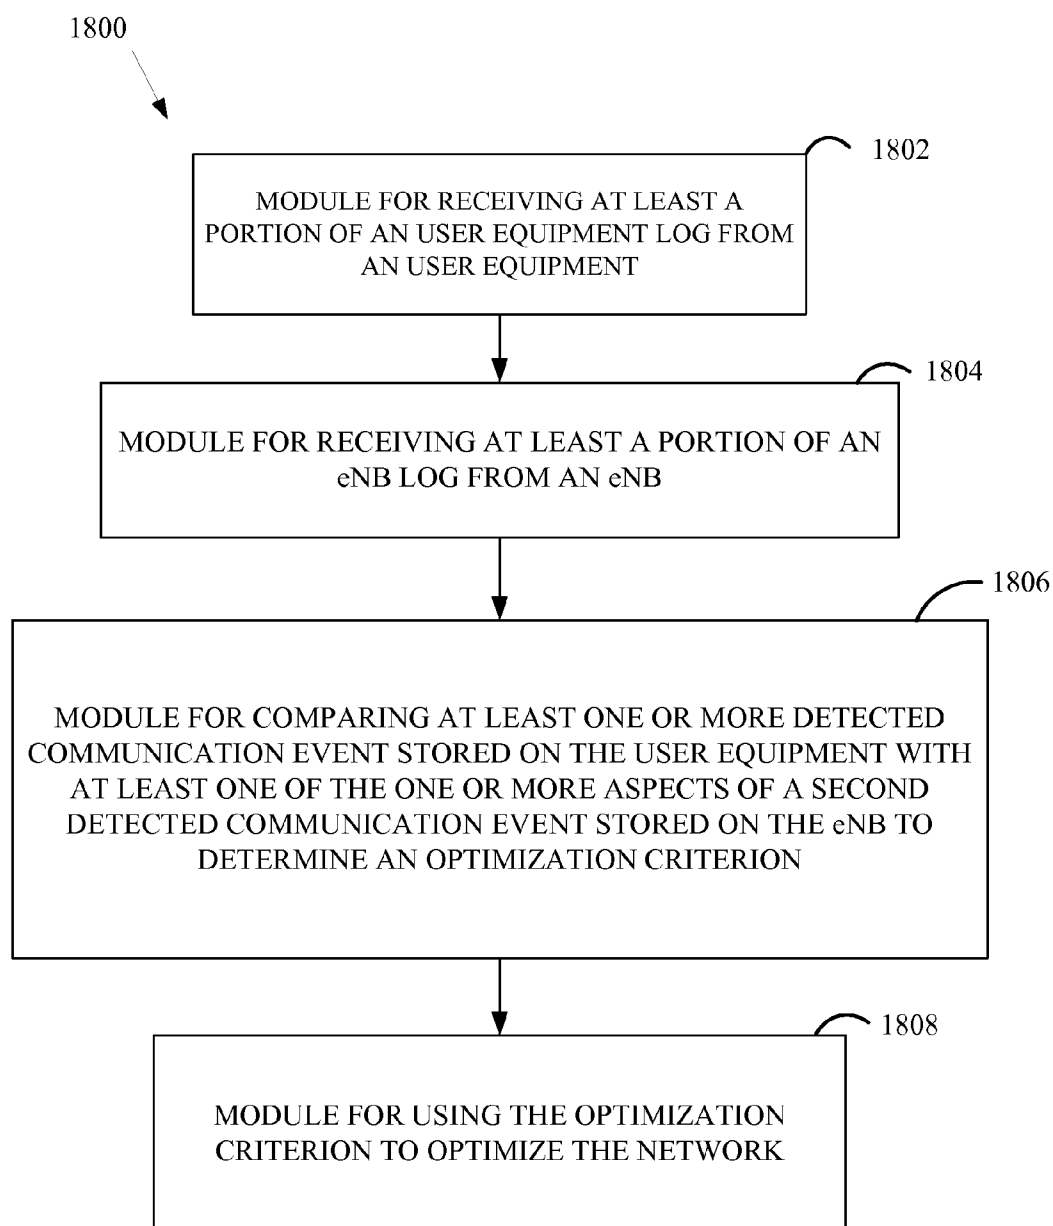 1800
1802
MODULE FOR RECEIVING AT LEAST A
PORTION OF AN USER EQUIPMENT LOG FROM
AN USER EQUIPMENT
1804
MODULE FOR RECEIVING AT LEAST A PORTION OF AN
eNB LOG FROM AN eNB
1806
MODULE FOR COMPARING AT LEAST ONE OR MORE DETECTED
COMMUNICATION EVENT STORED ON THE USER EQUIPMENT WITH
AT LEAST ONE OF THE ONE OR MORE ASPECTS OF A SECOND
DETECTED COMMUNICATION EVENT STORED ON THE eNB TO
DETERMINE AN OPTIMIZATION CRITERION
1808
MODULE FOR USING THE OPTIMIZATION
CRITERION TO OPTIMIZE THE NETWORK